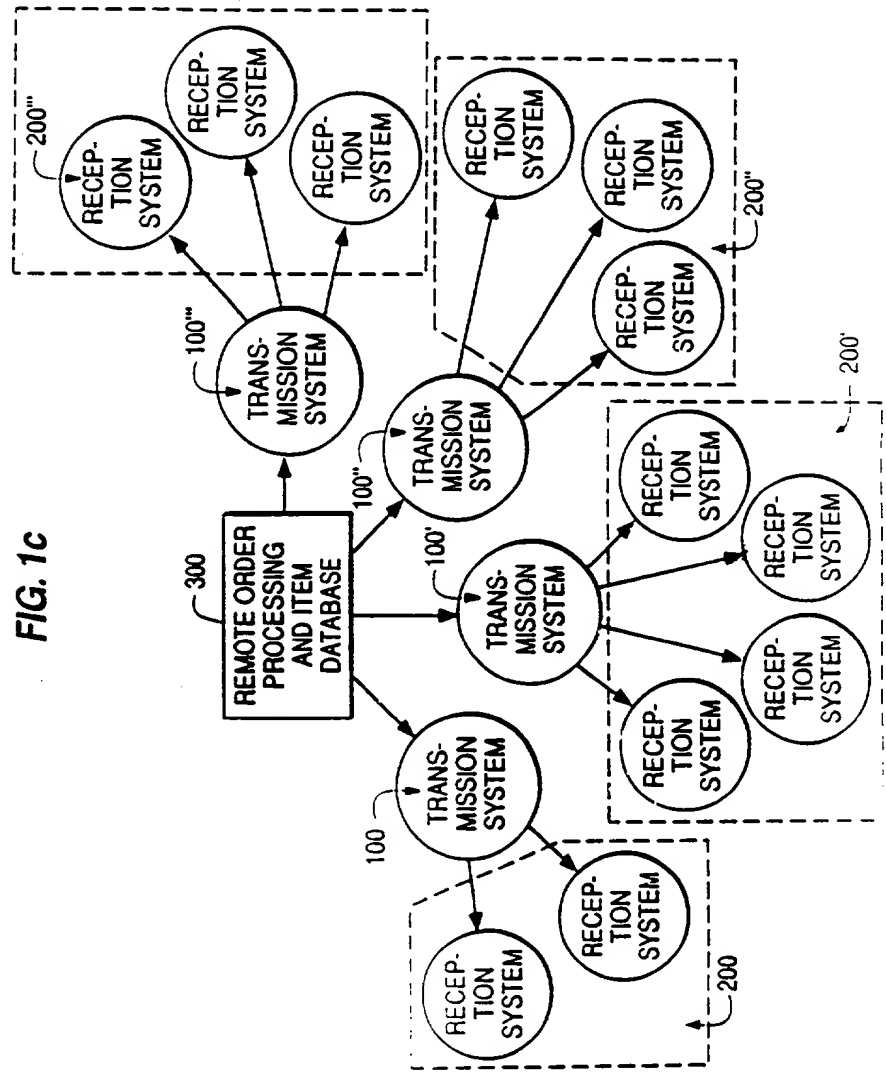 FIG. 1c
300
REMOTE ORDER
PROCESSING
AND ITEM
DATABASE
100
TRANS-
MISSION
SYSTEM
100'
TRANS-
MISSION
SYSTEM
100"
TRANS-
MISSION
SYSTEM
100'"
TRANS-
MISSION
SYSTEM
RECEP-
TION
SYSTEM
RECEP-
TION
SYSTEM
200
RECEP-
TION
SYSTEM
RECEP-
TION
SYSTEM
RECEP-
TION
SYSTEM
RECEP-
TION
SYSTEM
200'
RECEP-
TION
SYSTEM
RECEP-
TION
SYSTEM
RECEP-
TION
SYSTEM
200"
200'"
RECEP-
TION
SYSTEM
RECEP-
TION
SYSTEM
RECEP-
TION
SYSTEM